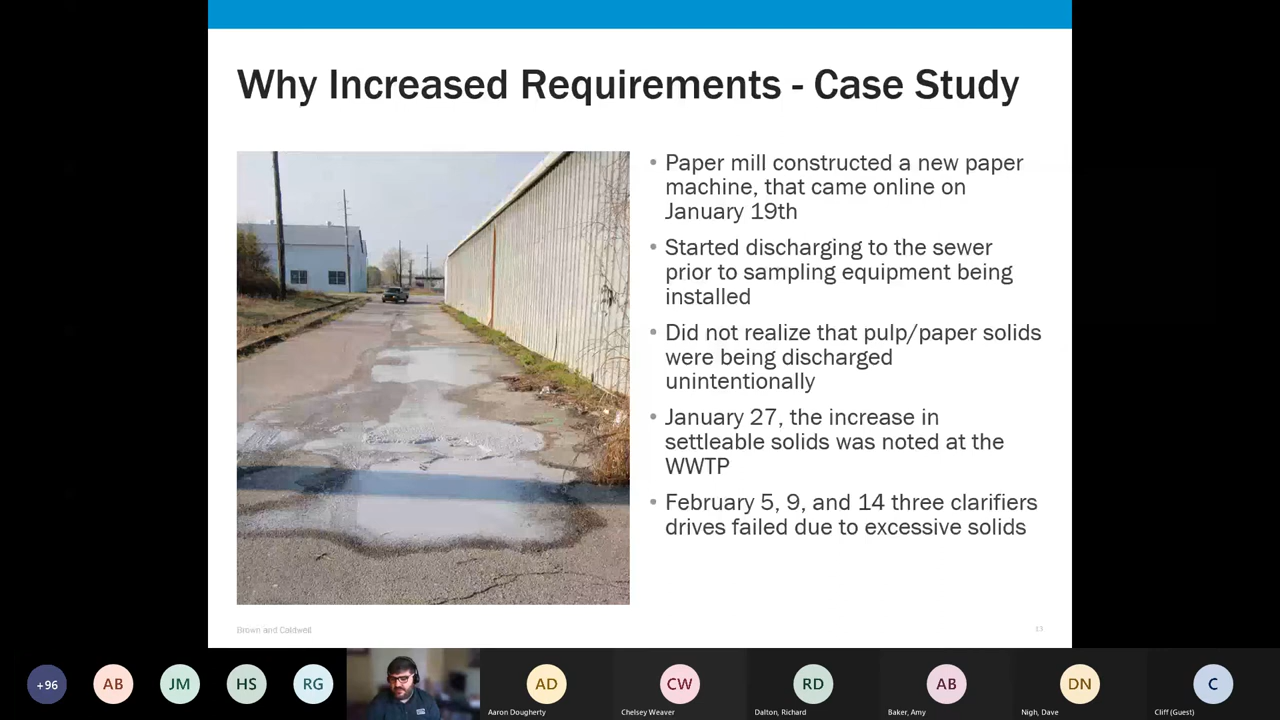 Why Increased Requirements - Case Study
• Paper mill constructed a new paper
machine, that came online on
January 19th
• Started discharging to the sewer
prior to sampling equipment being
installed
• Did not realize that pulp/paper solids
were being discharged
unintentionally
• January 27, the increase in
settleable solids was noted at the
WWTP
• February 5, 9, and 14 three clarifiers
drives failed due to excessive solids
Brown and Caldwell
13
+96
AB
JM
HS
RG
AD
Aaron Dougherty
CW
Chelsey Weaver
RD
Dalton, Richard
AB
Baker, Amy
DN
Nigh, Dave
C
Cliff (Guest)